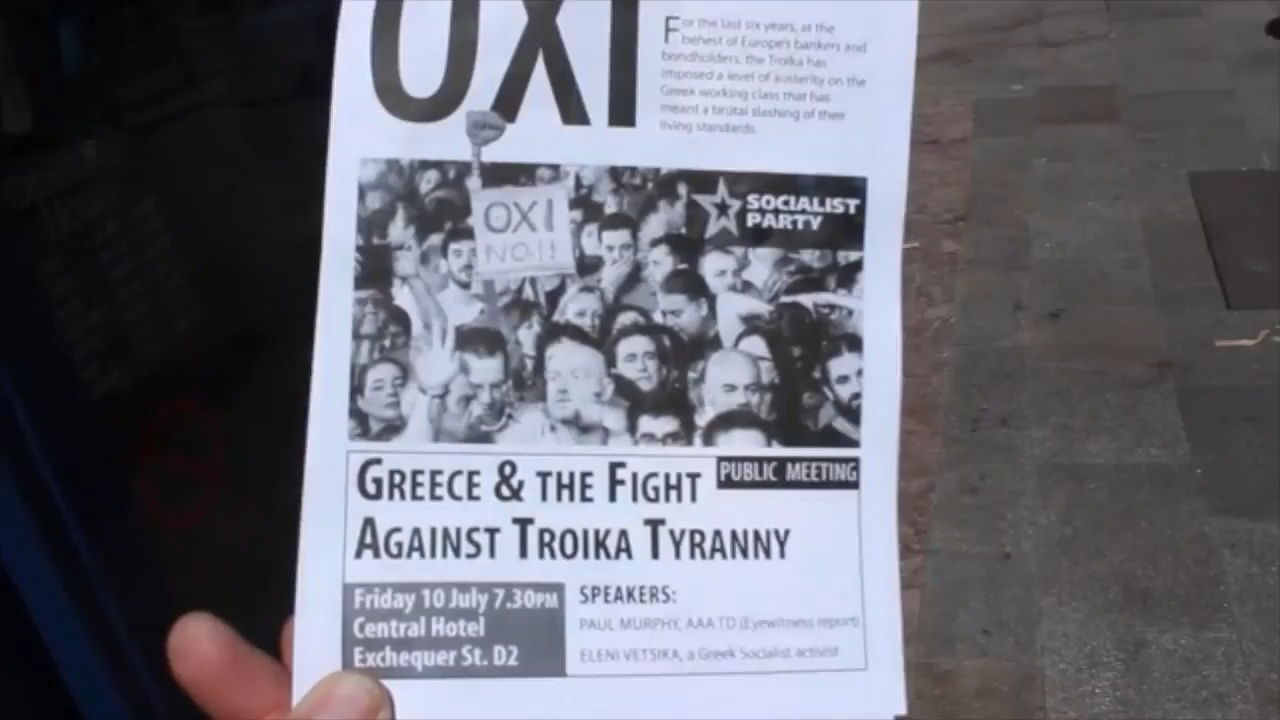 OXI
For the last six years, at the
behest of Europe's bankers and
bondholders, the Troika has
imposed a level of austerity on the
Greek working class that has
meant a brutal slashing of their
living standards.
OXI
NO!!
SOCIALIST
PARTY
GREECE & THE FIGHT
PUBLIC MEETING
AGAINST TROIKA TYRANNY
Friday 10 July 7.30PM
Central Hotel
Exchequer St. D2
SPEAKERS:
PAUL MURPHY, AAA TD (Eyewitness report)
ELENI VETSIKA, a Greek Socialist activist